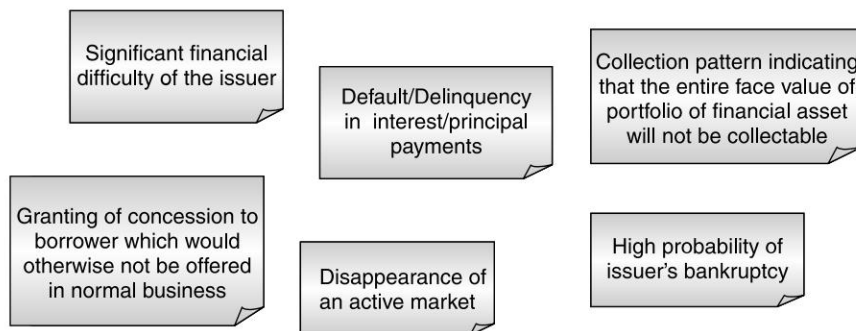 Significant financial
difficulty of the issuer
Default/Delinquency
in interest/principal
payments
Collection pattern indicating
that the entire face value of
portfolio of financial asset
will not be collectable
Granting of concession to
borrower which would
otherwise not be offered
in normal business
Disappearance of
an active market
High probability of
issuer's bankruptcy